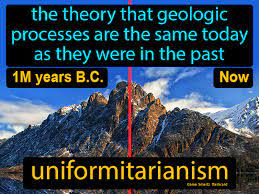 the theory that geologic
processes are the same today
as they were in the past
1M years B.C.
Now
uniformitarianism